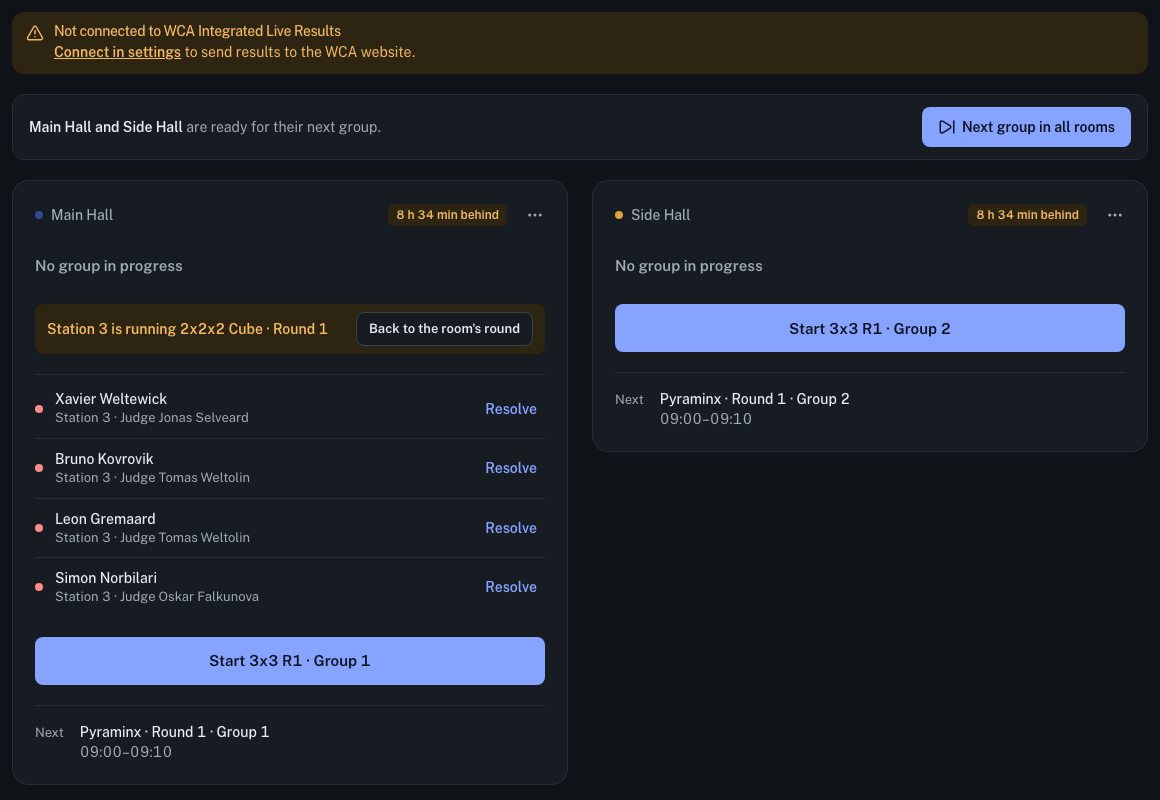 Not connected to WCA Integrated Live Results
Connect in settings to send results to the WCA website.
Main Hall and Side Hall are ready for their next group.
Next group in all rooms
Main Hall
8 h 34 min behind
No group in progress
Station 3 is running 2x2x2 Cube · Round 1
Back to the room's round
Xavier Weltewick
Station 3 · Judge Jonas Selveard
Resolve
Bruno Kovrovik
Station 3 · Judge Tomas Weltolin
Resolve
Leon Gremaard
Station 3 · Judge Tomas Weltolin
Resolve
Simon Norbilari
Station 3 · Judge Oskar Falkunova
Resolve
Start 3x3 R1 · Group 1
Next
Pyraminx · Round 1 · Group 1
09:00–09:10
Side Hall
8 h 34 min behind
No group in progress
Start 3x3 R1 · Group 2
Next
Pyraminx · Round 1 · Group 2
09:00–09:10